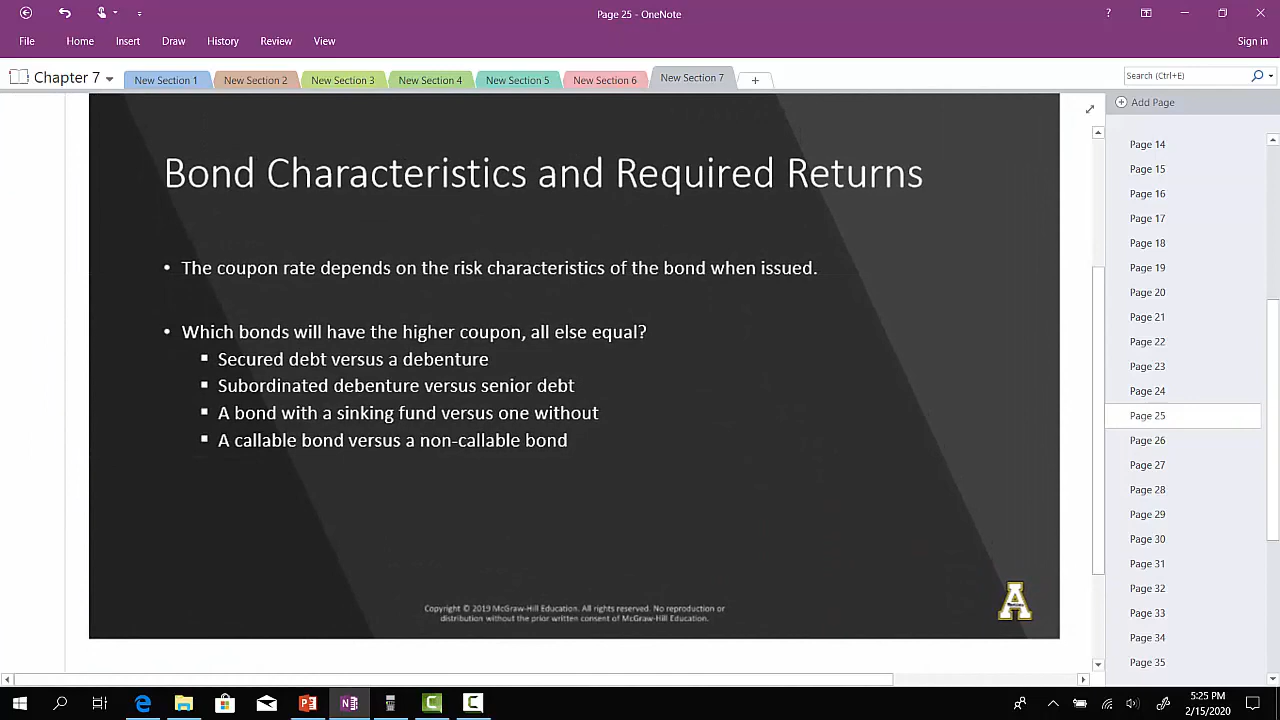 Page 25 - OneNote
?
File Home Insert Draw History Review View
Sign in
Chapter 7
New Section 1 New Section 2 New Section 3 New Section 4 New Section 5 New Section 6 New Section 7
Search (Ctrl+E)
Add Page
Bond Characteristics and Required Returns
• The coupon rate depends on the risk characteristics of the bond when issued.
• Which bonds will have the higher coupon, all else equal?
▪ Secured debt versus a debenture
▪ Subordinated debenture versus senior debt
▪ A bond with a sinking fund versus one without
▪ A callable bond versus a non-callable bond
Copyright © 2019 McGraw-Hill Education. All rights reserved. No reproduction or
distribution without the prior written consent of McGraw-Hill Education.
A
Page 14
Page 15
Page 16
Page 17
Page 18
Page 19
Page 20
Page 21
Page 22
Page 23
Page 24
Page 25
Page 26
Page 27
Page 28
Page 29
Page 30
Page 31
Page 32
Page 33
Page 34
Page 35
5:25 PM
2/15/2020